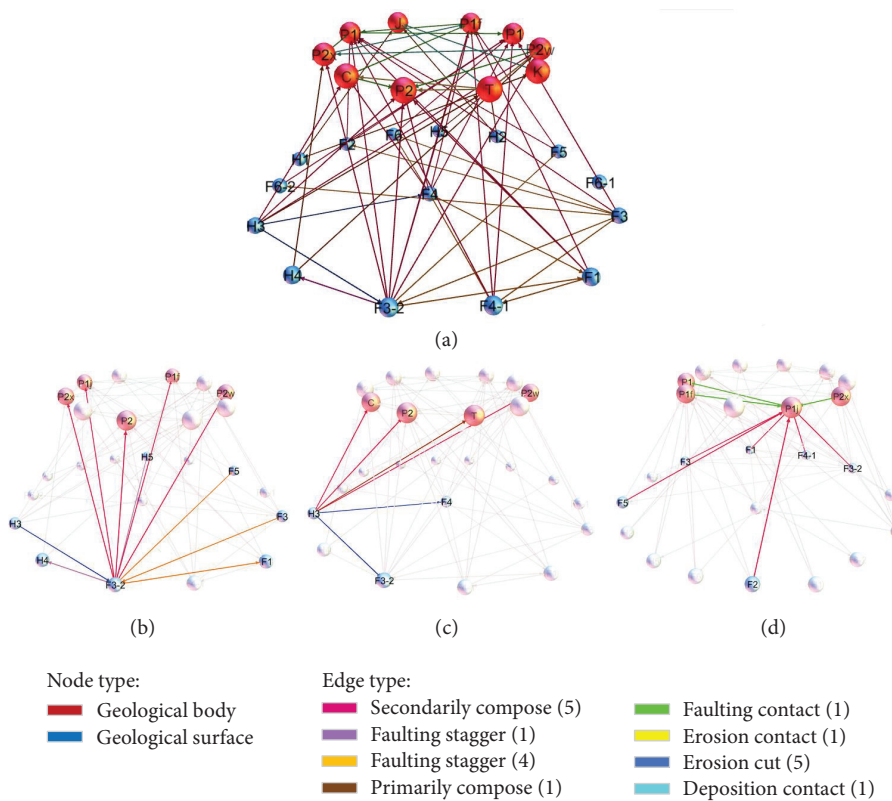 J
P1j
P1f
P1
P2x
P2w
C
P2
T
K
F2
F6
H5
H2
F5
H1
F6-2
F6-1
F4
H3
F3
H4
F1
F3-2
F4-1
(a)
P1j
P1f
P2x
P2w
P2
H5
F5
H3
F3
H4
F1
F3-2
(b)
C
P2
T
P2w
H3
F4
F3-2
(c)
P1f
P2x
P1j
F3
F1
F4-1
F3-2
F5
F2
(d)
Node type:
Geological body
Geological surface
Edge type:
Secondarily compose (5)
Faulting stagger (1)
Faulting stagger (4)
Primarily compose (1)
Faulting contact (1)
Erosion contact (1)
Erosion cut (5)
Deposition contact (1)